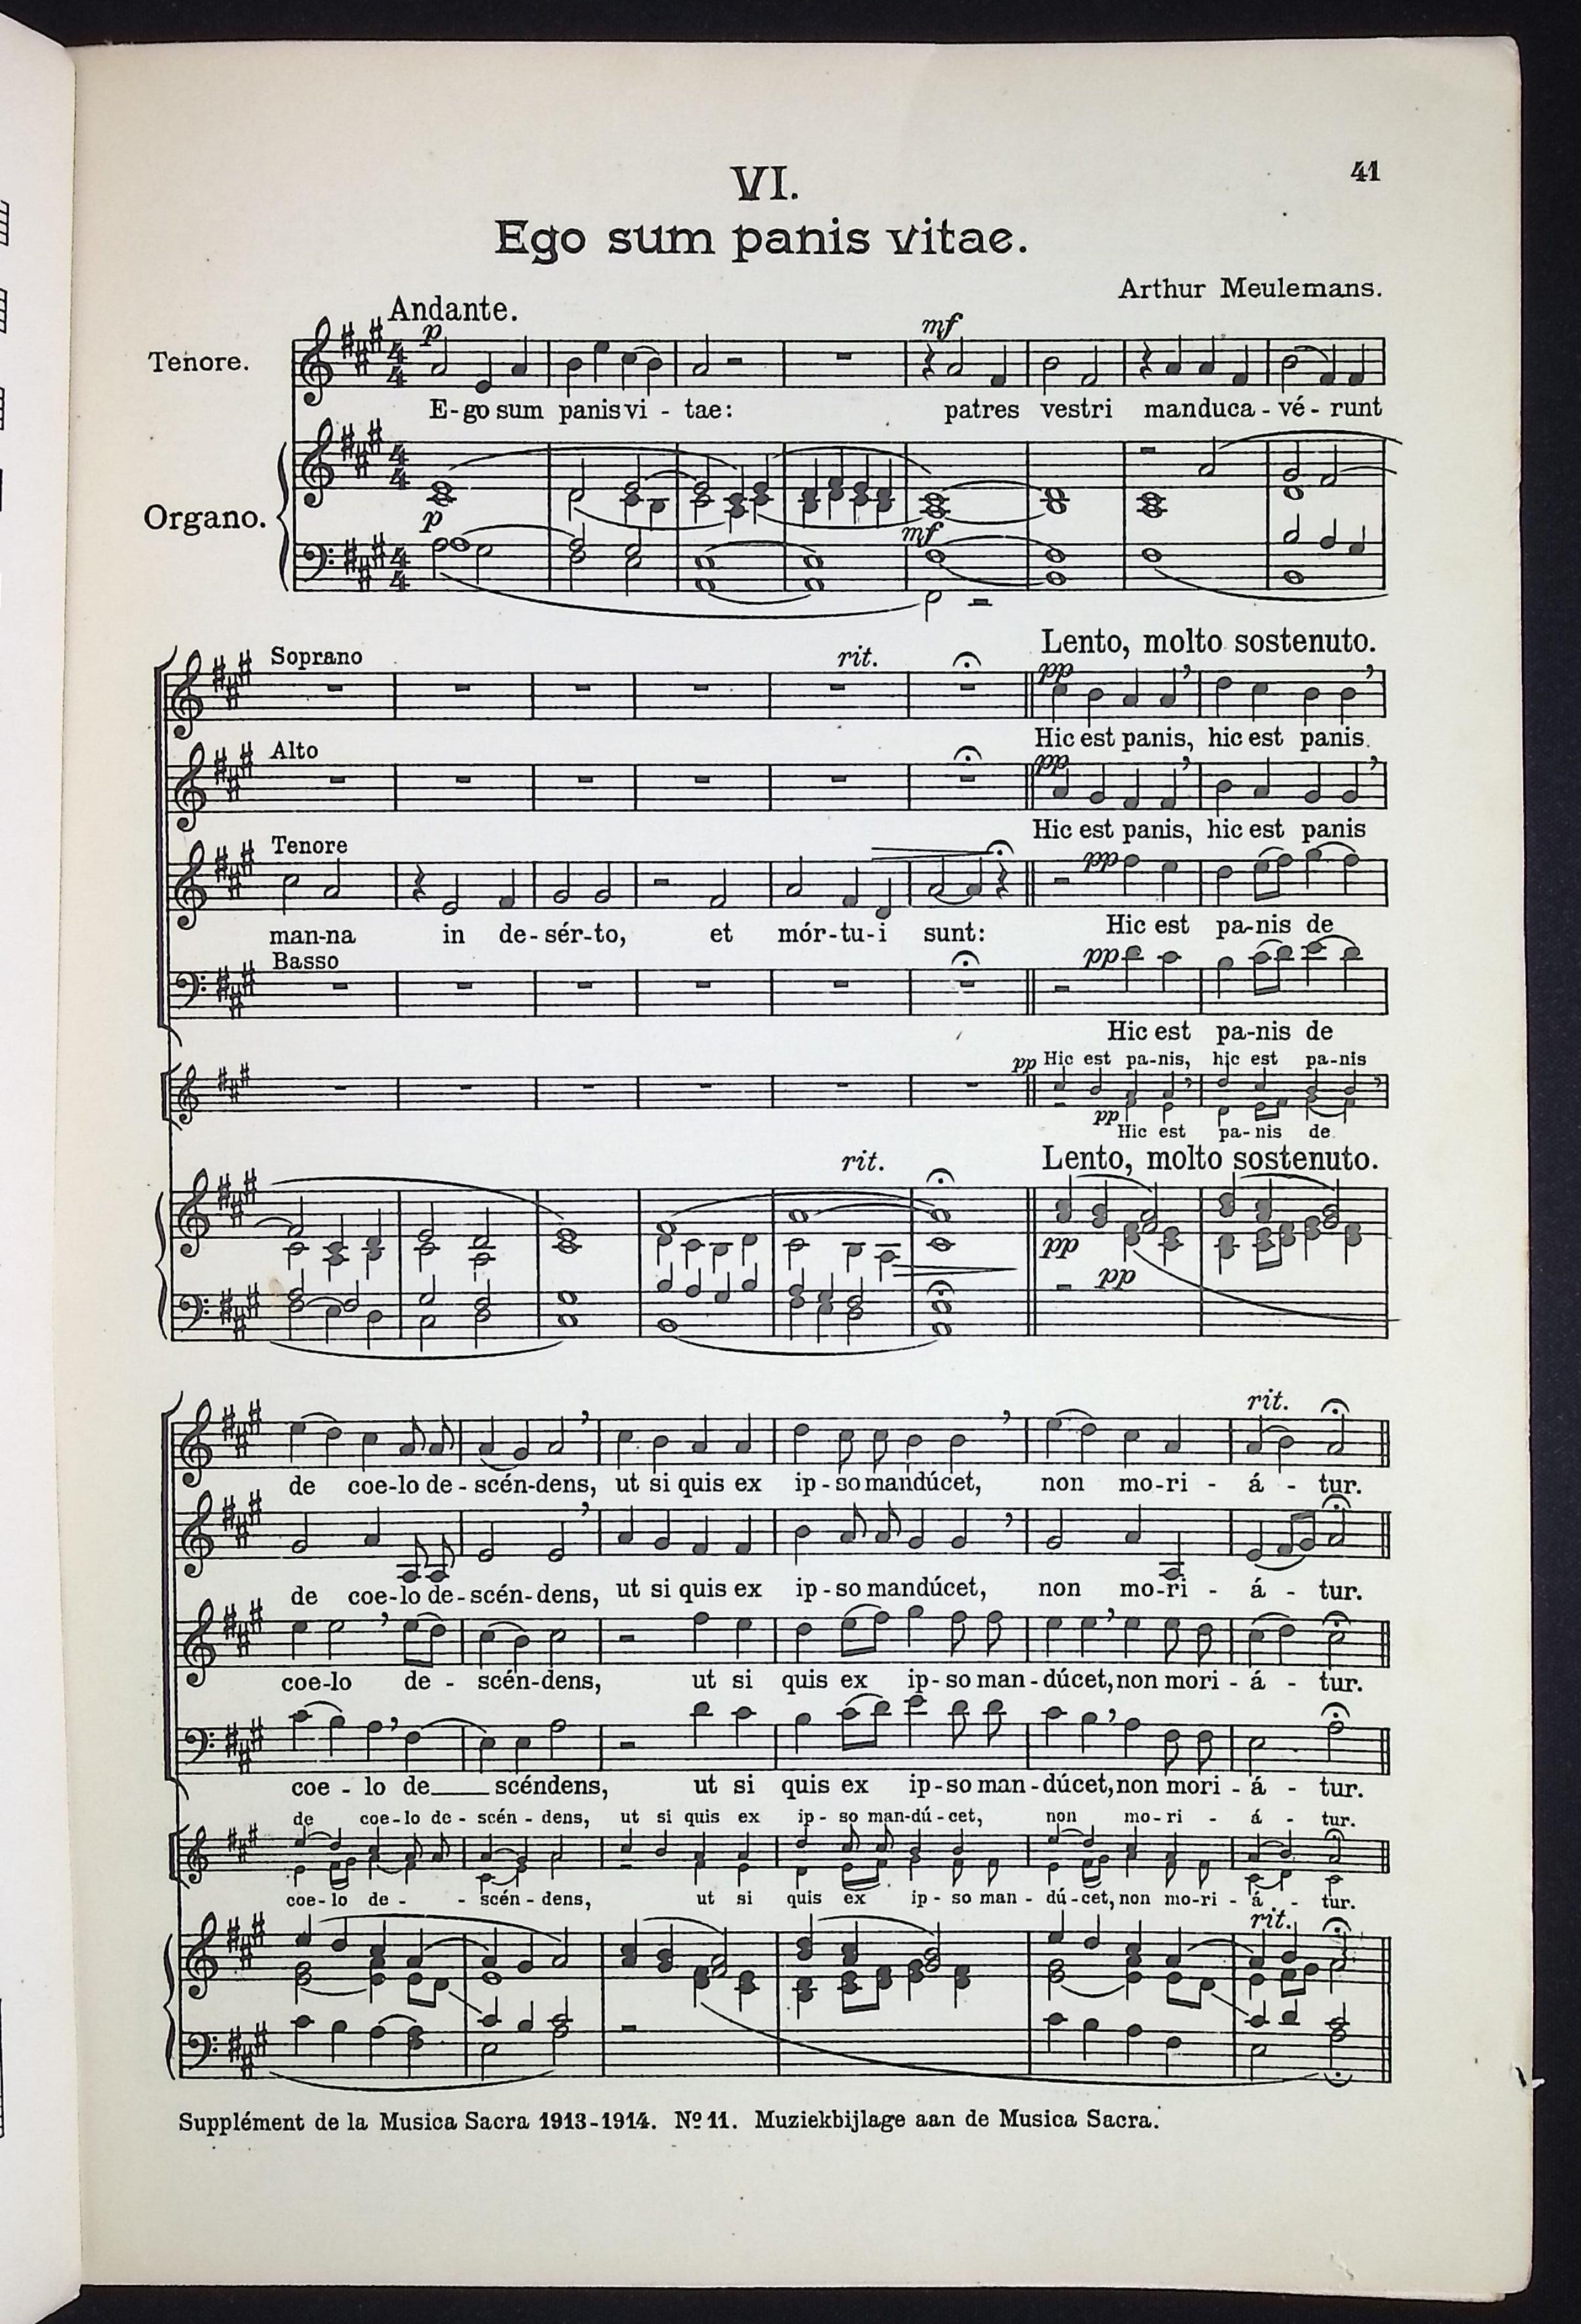 41
VI.
Ego sum panis vitae.
Arthur Meulemans.
Andante.
p
mf
Tenore.
4
4
E-go sum panis vi - tae: patres vestri manduca - vé - runt
Organo.
4
4
p
mf
4
4
Lento, molto sostenuto.
Soprano
rit.
pp
Hic est panis, hic est panis.
Alto
pp
Hic est panis, hic est panis
Tenore
pp
man-na in de-sér-to, et mór-tu-i sunt: Hic est pa-nis de
Basso
pp
Hic est pa-nis de
pp Hic est pa-nis, hic est pa-nis
pp
Hic est pa-nis de
rit.
Lento, molto sostenuto.
pp
pp
rit.
de coe-lo de - scén-dens, ut si quis ex ip - so mandúcet, non mo-ri - á - tur.
de coe-lo de - scén-dens, ut si quis ex ip - so mandúcet, non mo-ri - á - tur.
coe-lo de - scén-dens, ut si quis ex ip - so man - dúcet, non mori - á - tur.
coe - lo de___ scéndens, ut si quis ex ip - so man - dúcet, non mori - á - tur.
de coe-lo de - scén - dens, ut si quis ex ip - so man-dú - cet, non mo-ri - á - tur.
coe-lo de - - scén - dens, ut si quis ex ip - so man - dú - cet, non mo-ri - á - tur.
rit.
Supplément de la Musica Sacra 1913-1914. No 11. Muziekbijlage aan de Musica Sacra.